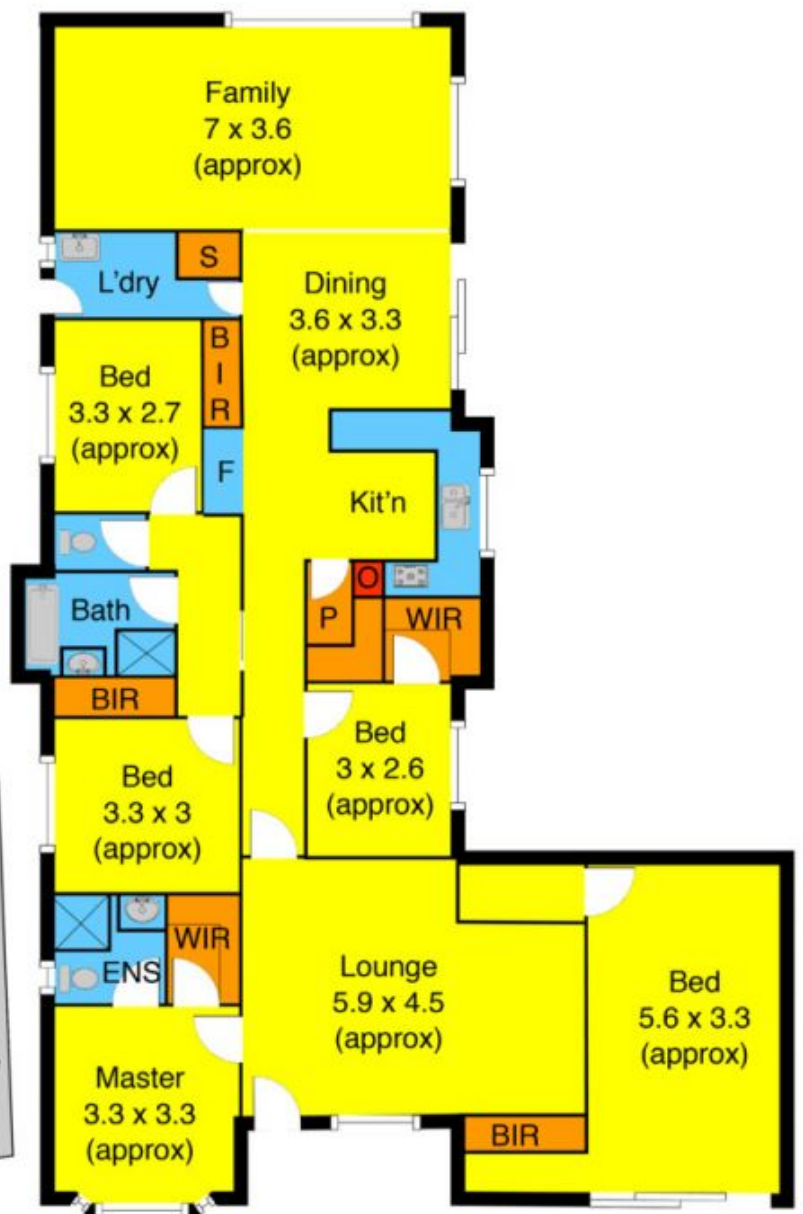 Family
7 x 3.6
(approx)
S
L'dry
Dining
3.6 x 3.3
(approx)
B
I
R
Bed
3.3 x 2.7
(approx)
F
Kit'n
O
P
WIR
Bath
BIR
Bed
3 x 2.6
(approx)
Bed
3.3 x 3
(approx)
WIR
ENS
Lounge
5.9 x 4.5
(approx)
Bed
5.6 x 3.3
(approx)
Master
3.3 x 3.3
(approx)
BIR